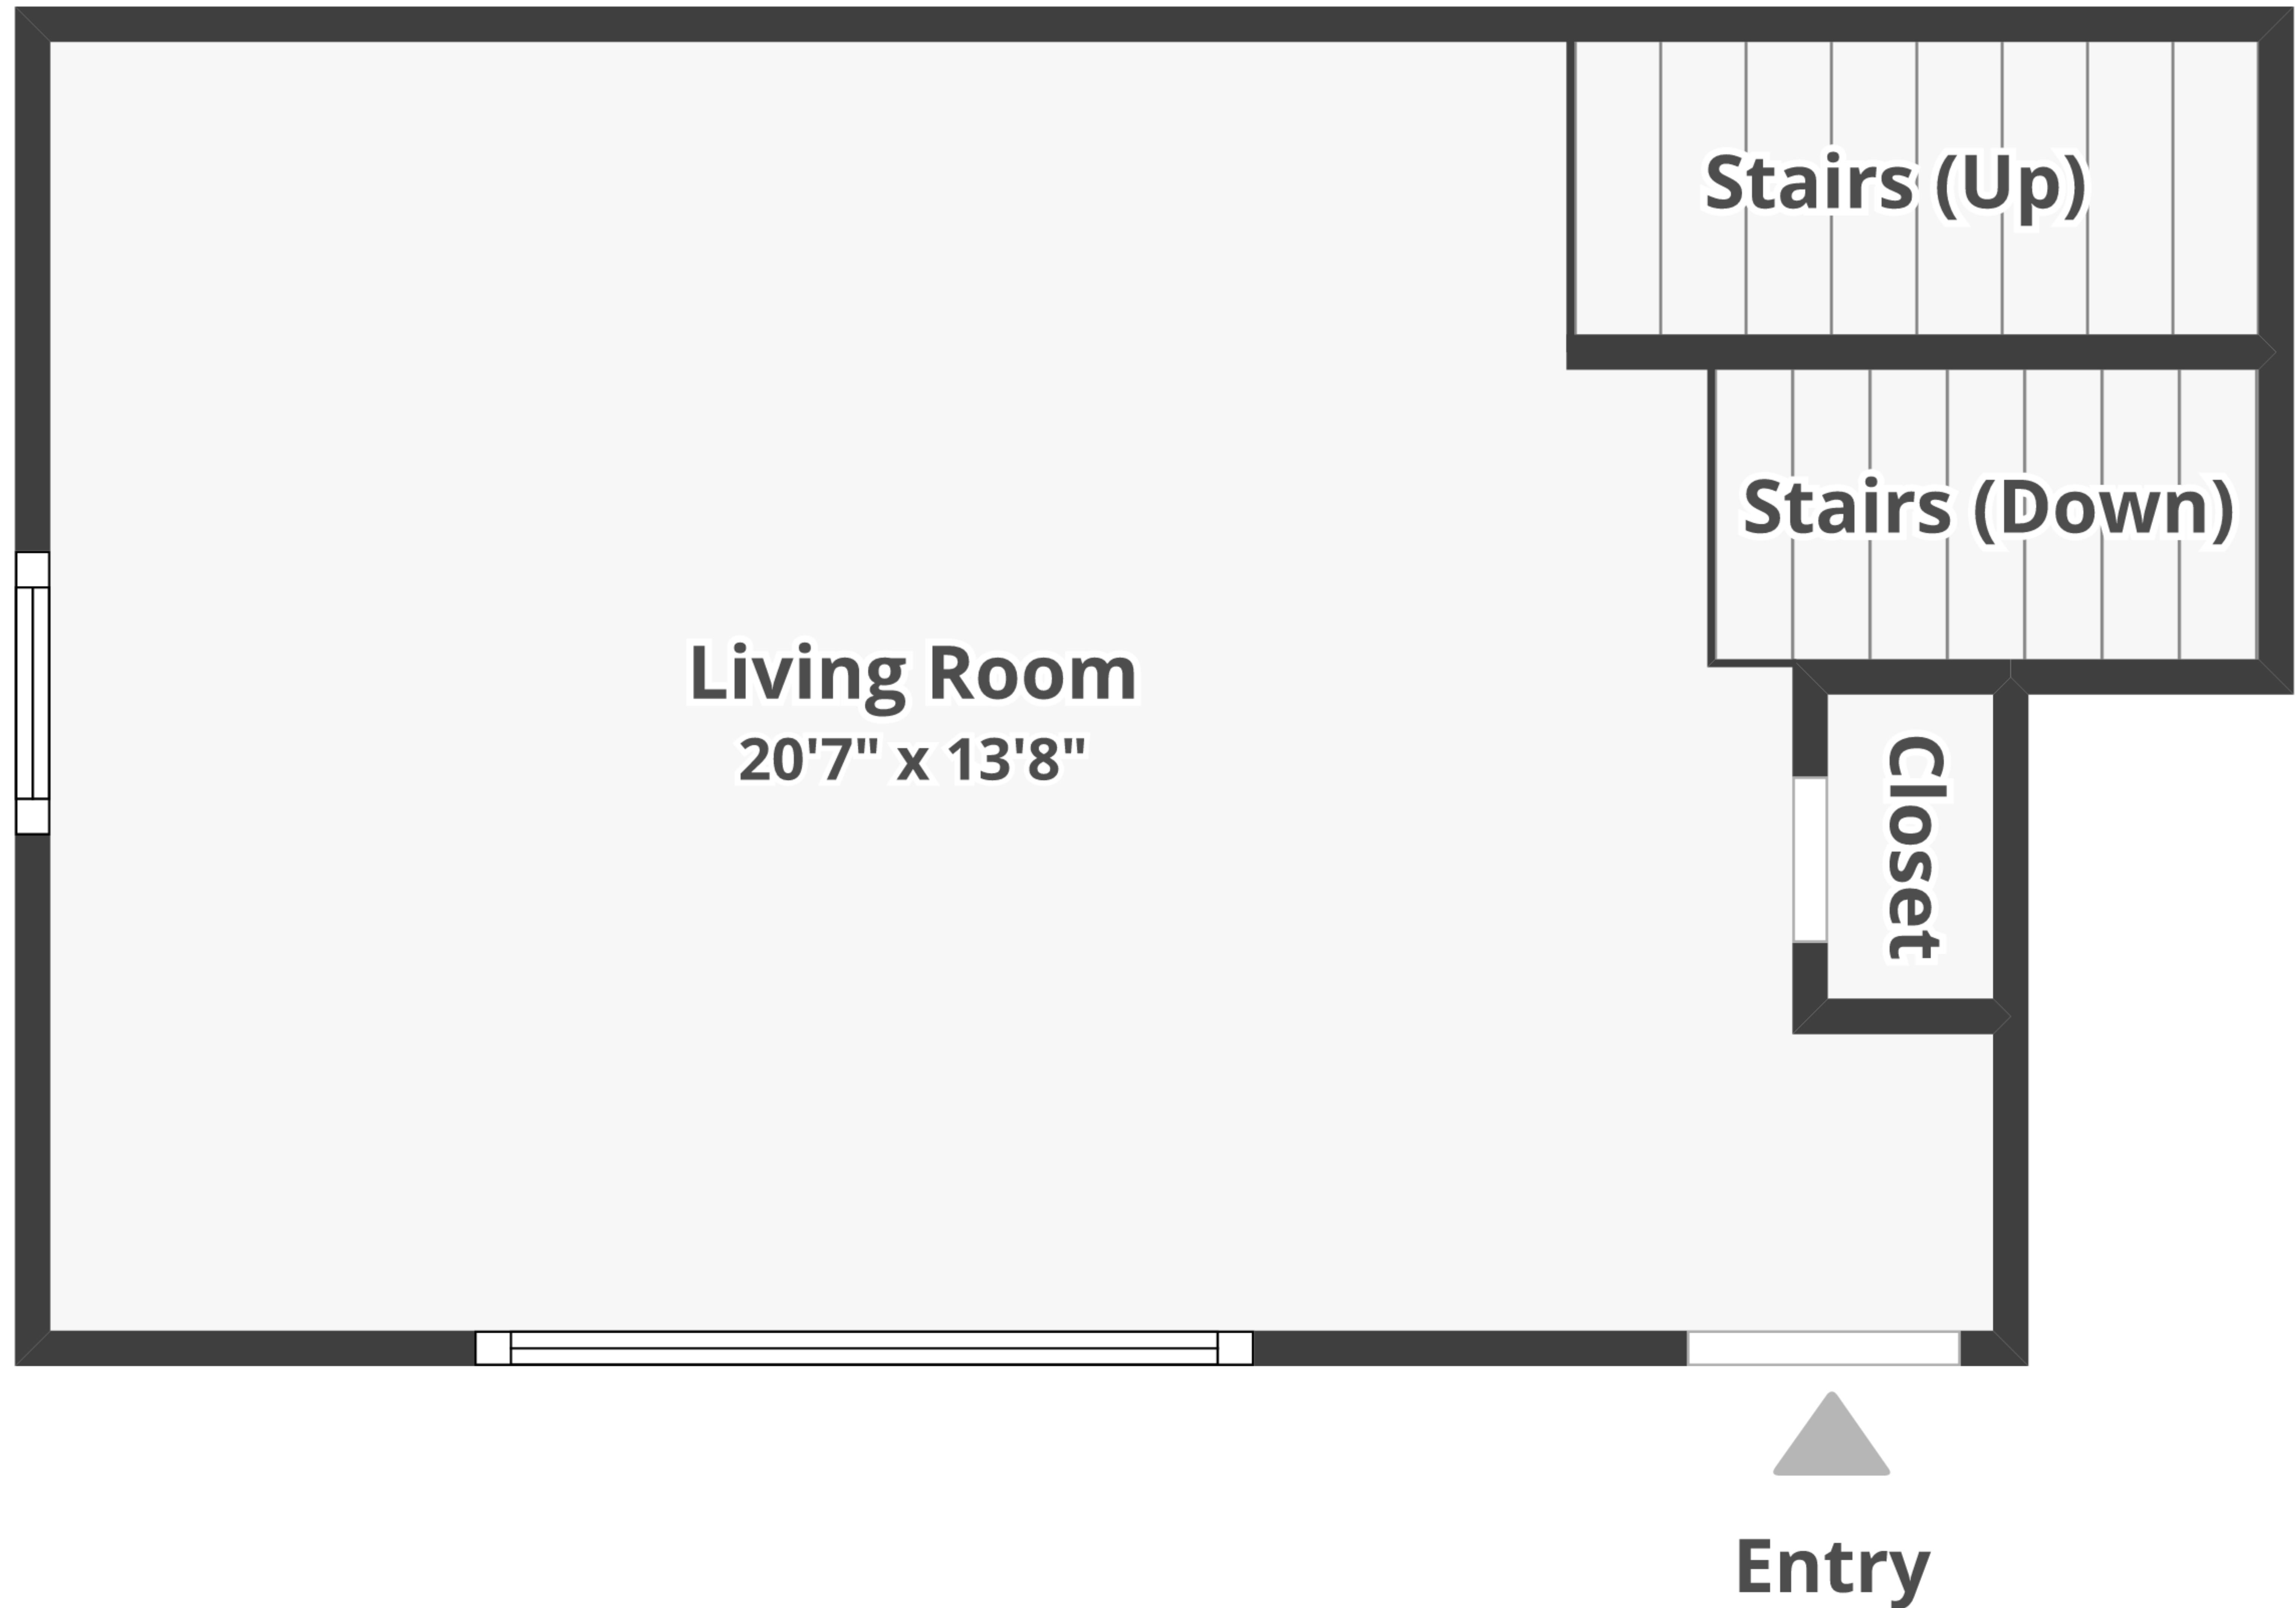 Stairs (Up)
Stairs (Down)
Living Room
20'7" x 13'8"
Closet
Entry